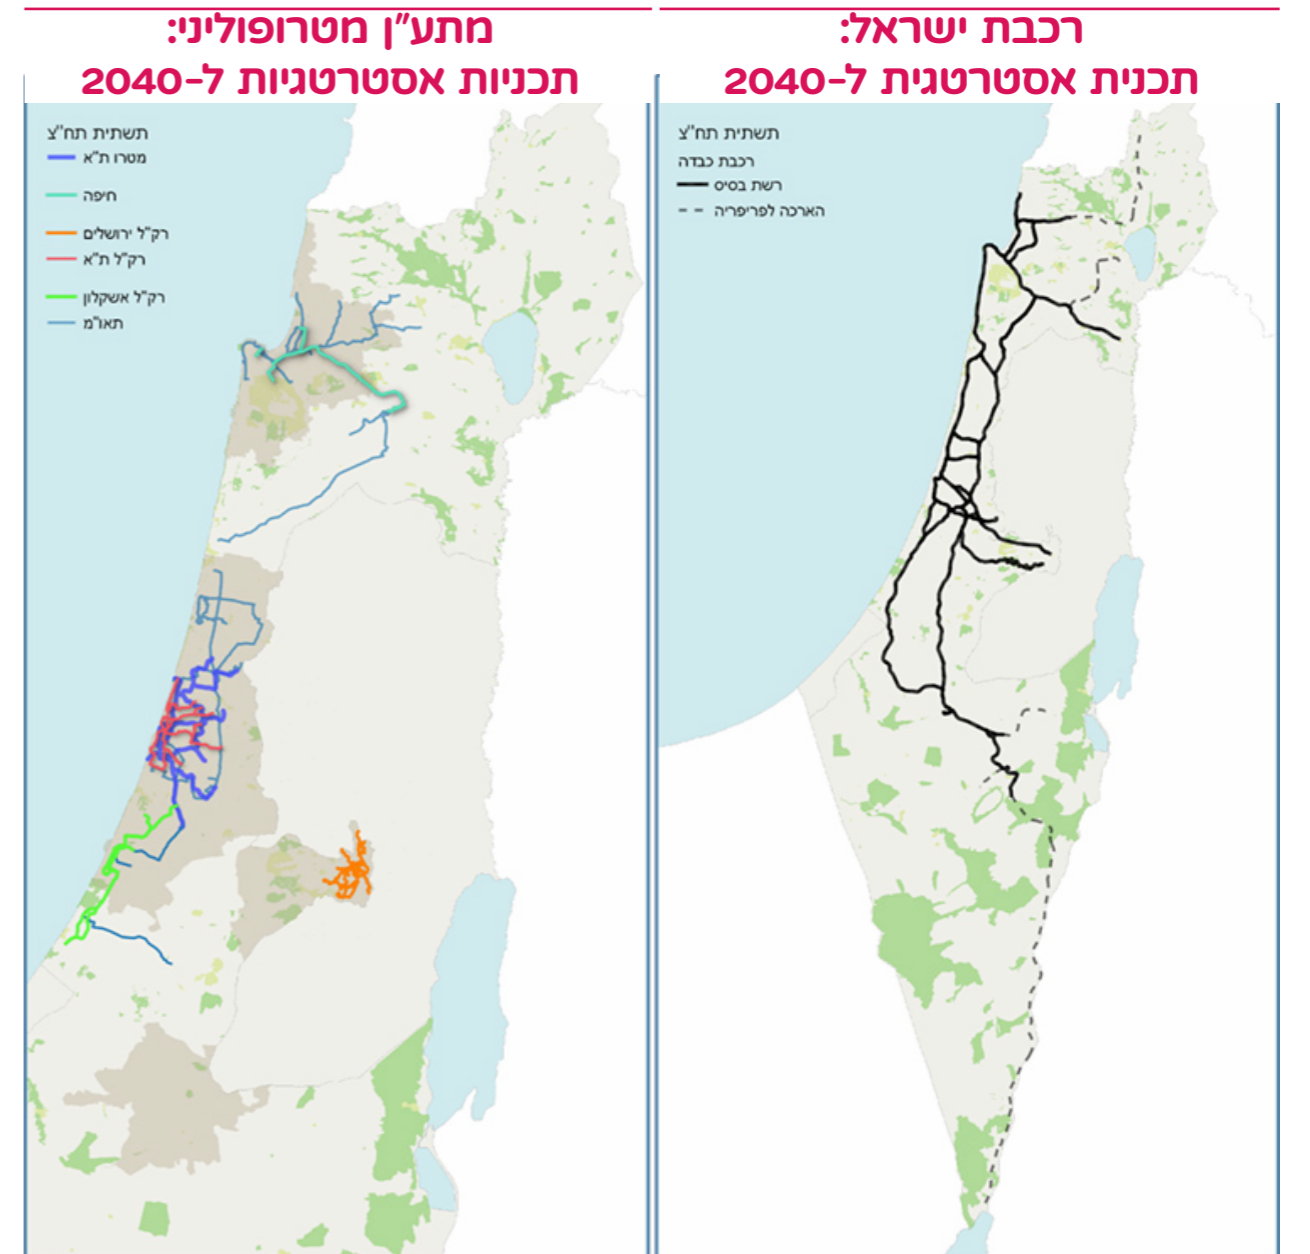 רכבת ישראל:
תכנית אסטרטגית ל-2040
תשתית תח"צ
רכבת כבדה
רשת בסיס
הארכה לפריפריה
מתע"ן מטרופוליני:
תכניות אסטרטגיות ל-2040
תשתית תח"צ
מטרו ת"א
חיפה
רק"ל ירושלים
רק"ל ת"א
רק"ל אשקלון
תאו"מ